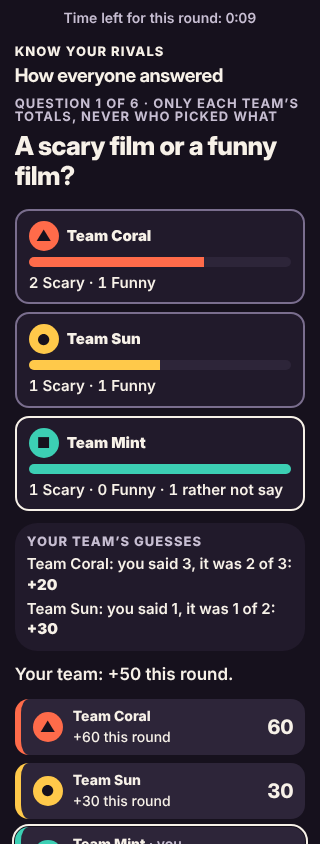 Time left for this round: 0:09
KNOW YOUR RIVALS
How everyone answered
QUESTION 1 OF 6 · ONLY EACH TEAM’S
TOTALS, NEVER WHO PICKED WHAT
A scary film or a funny
film?
Team Coral
2 Scary · 1 Funny
Team Sun
1 Scary · 1 Funny
Team Mint
1 Scary · 0 Funny · 1 rather not say
YOUR TEAM’S GUESSES
Team Coral: you said 3, it was 2 of 3:
+20
Team Sun: you said 1, it was 1 of 2:
+30
Your team: +50 this round.
Team Coral
+60 this round
60
Team Sun
+30 this round
30
Team Mint · you